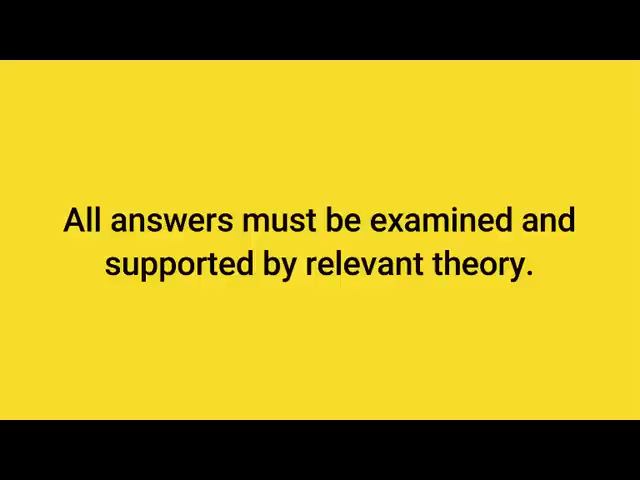 All answers must be examined and
supported by relevant theory.